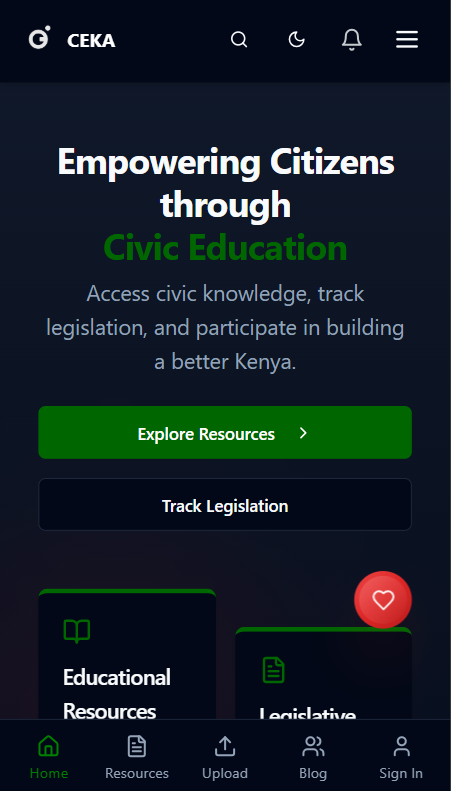 CEKA
Empowering Citizens
through
Civic Education
Access civic knowledge, track
legislation, and participate in building
a better Kenya.
Explore Resources
Track Legislation
Educational
Resources
Legislative
Home
Resources
Upload
Blog
Sign In